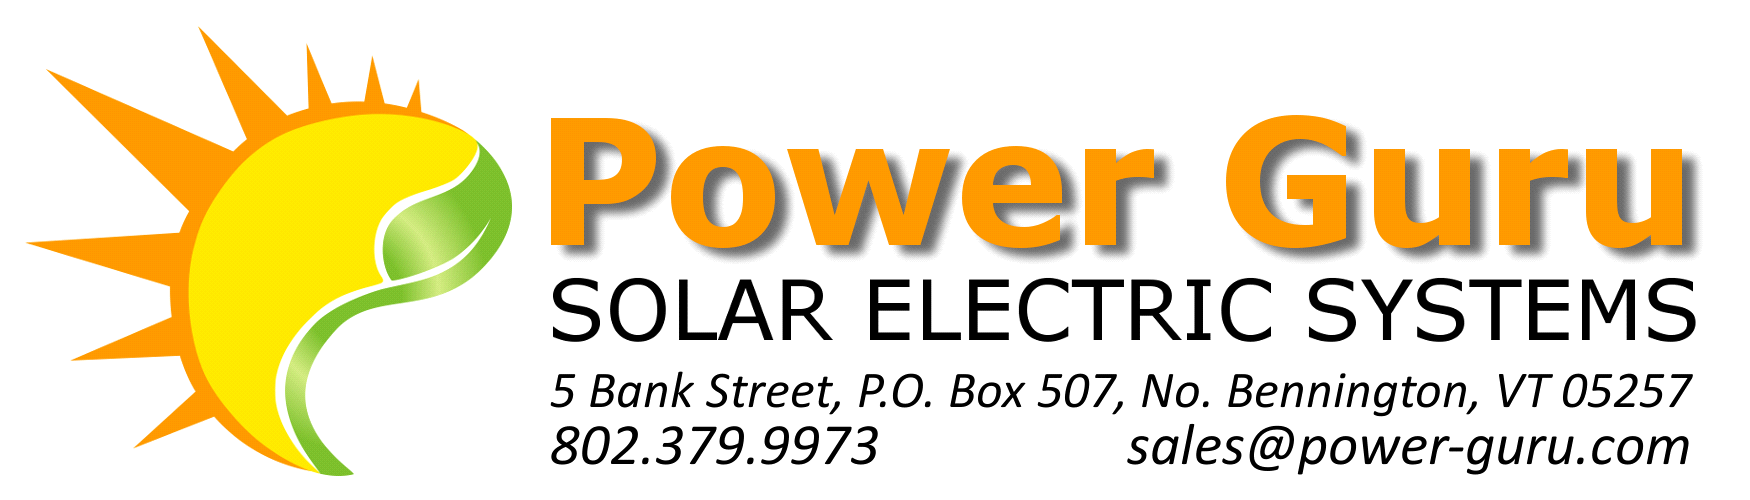 Power Guru
SOLAR ELECTRIC SYSTEMS
5 Bank Street, P.O. Box 507, No. Bennington, VT 05257
802.379.9973 sales@power-guru.com